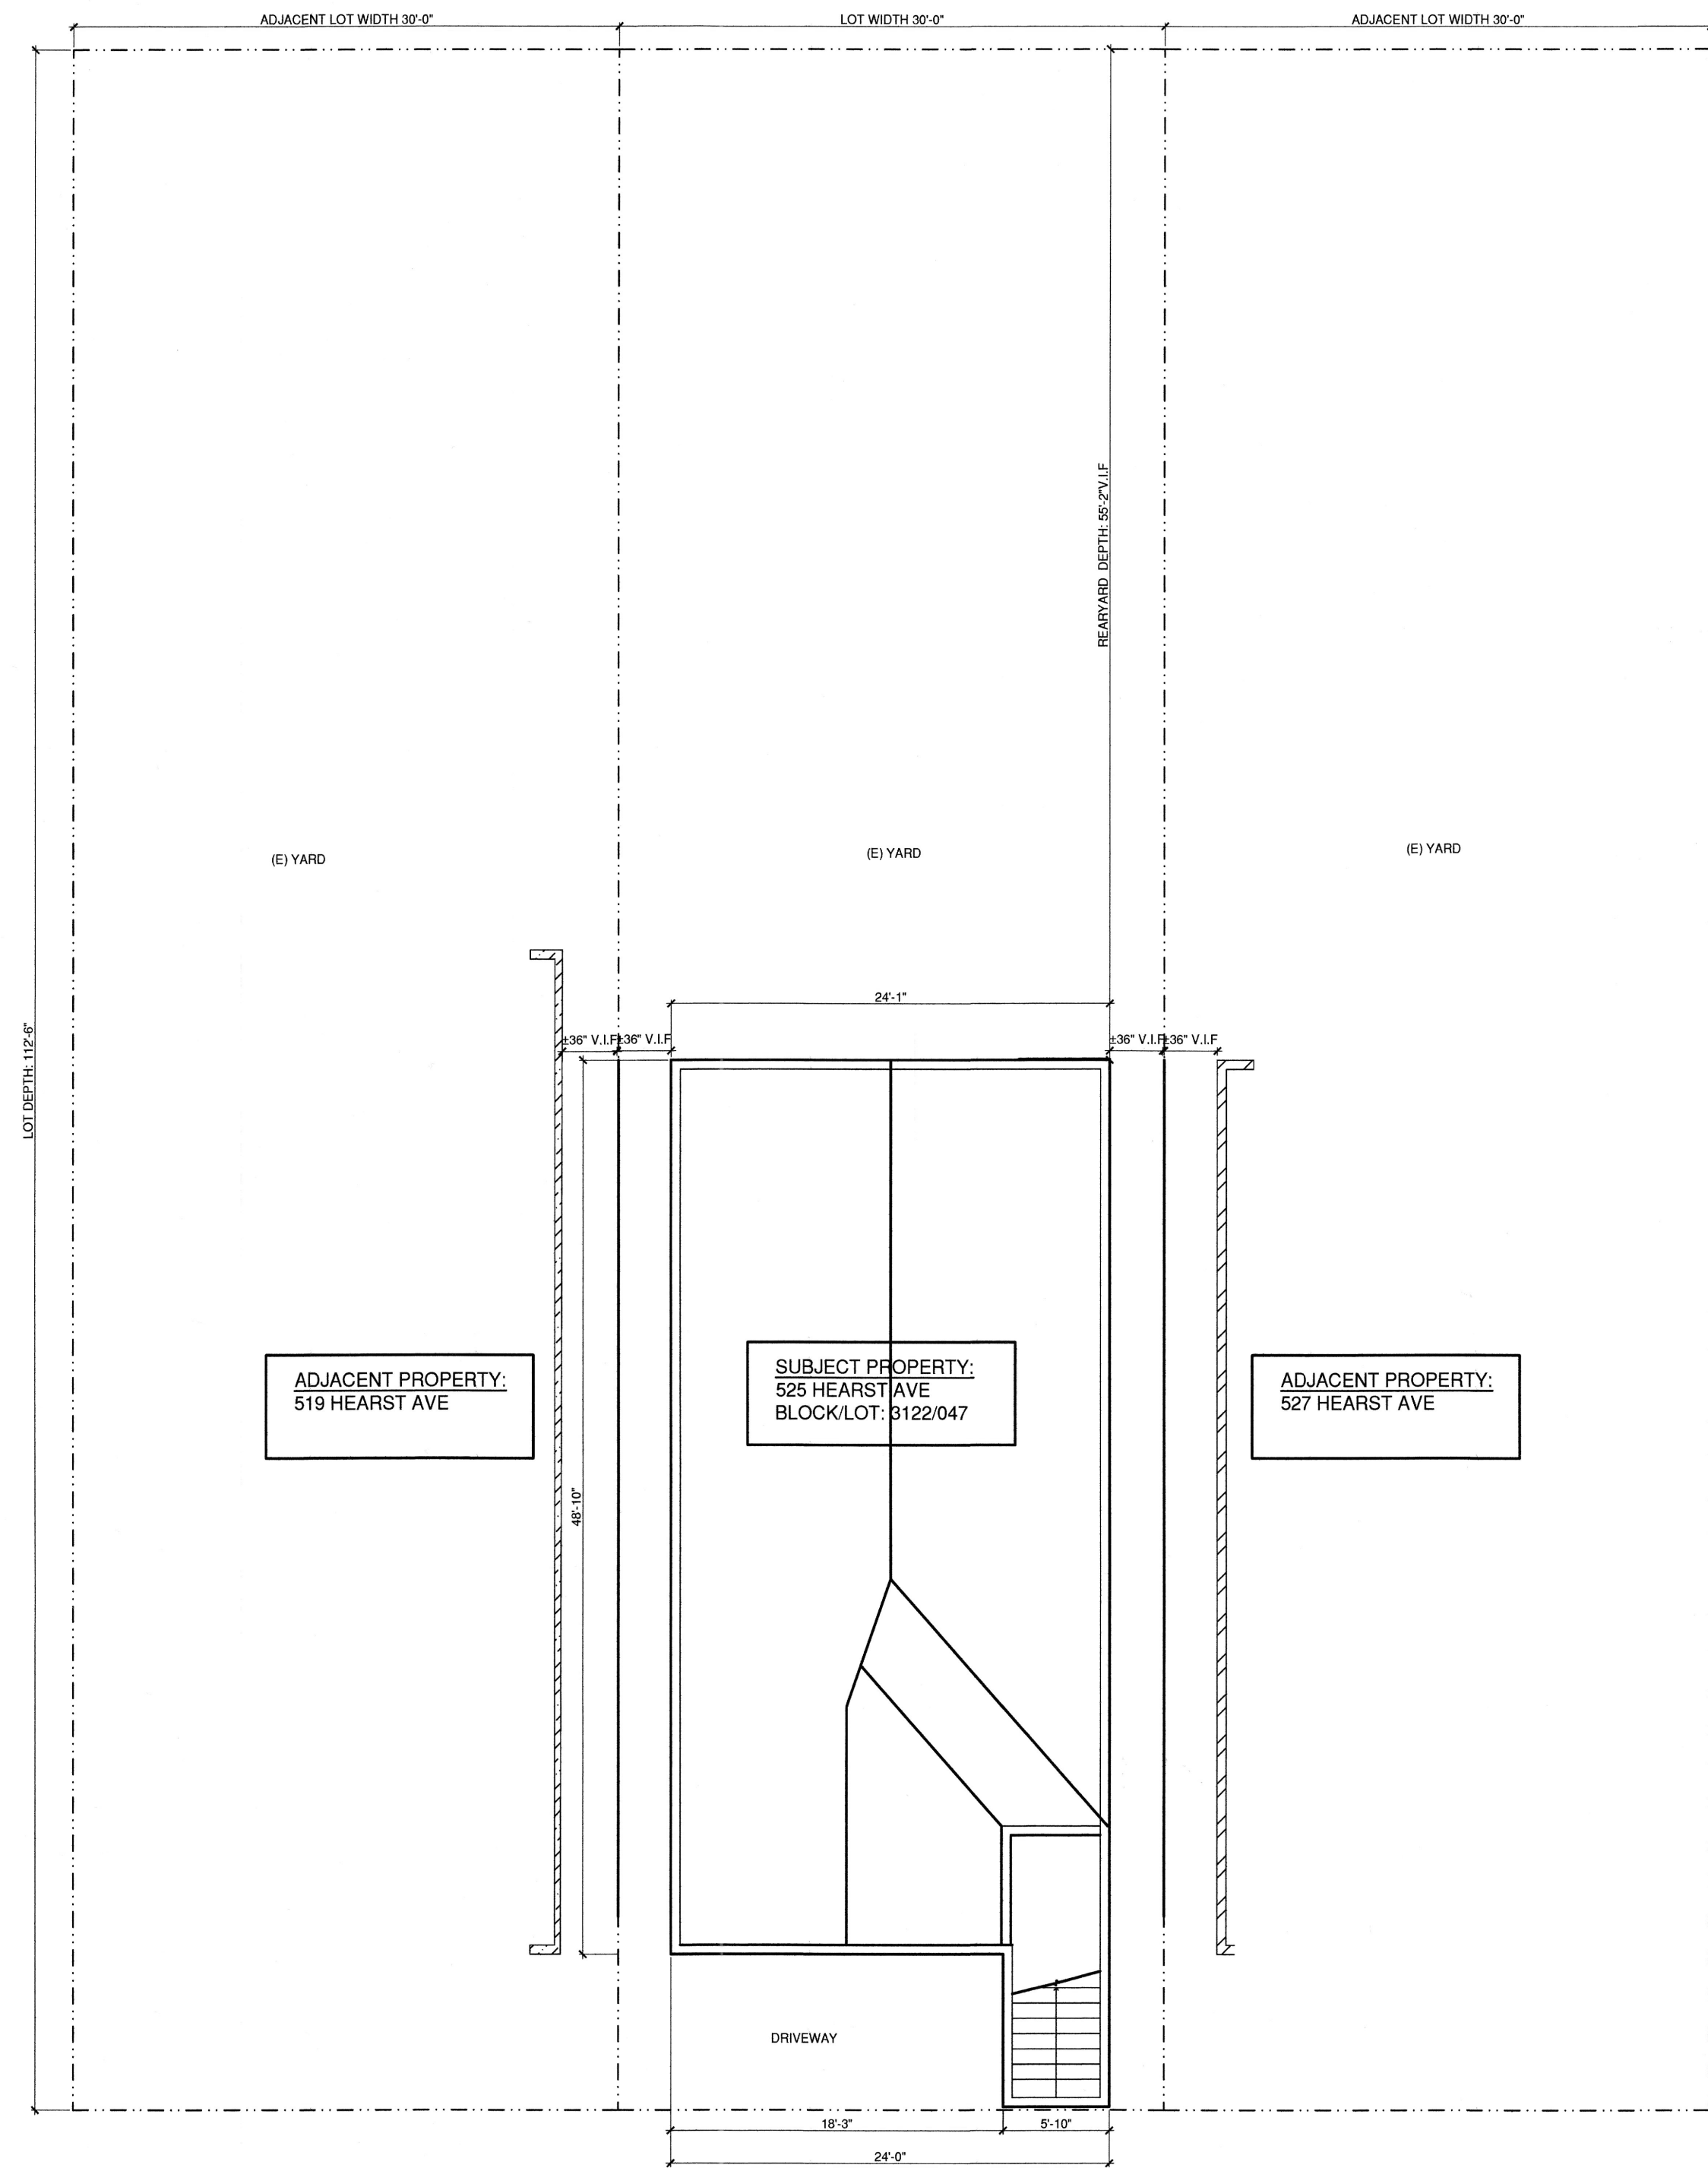 ADJACENT LOT WIDTH 30'-0"
LOT WIDTH 30'-0"
ADJACENT LOT WIDTH 30'-0"
REARYARD DEPTH: 55'-2"V.I.F
(E) YARD
(E) YARD
(E) YARD
LOT DEPTH: 112'-6"
24'-1"
±36" V.I.F
±36" V.I.F
±36" V.I.F
±36" V.I.F
ADJACENT PROPERTY:
519 HEARST AVE
SUBJECT PROPERTY:
525 HEARST AVE
BLOCK/LOT: 3122/047
ADJACENT PROPERTY:
527 HEARST AVE
48'-10"
DRIVEWAY
18'-3"
5'-10"
24'-0"